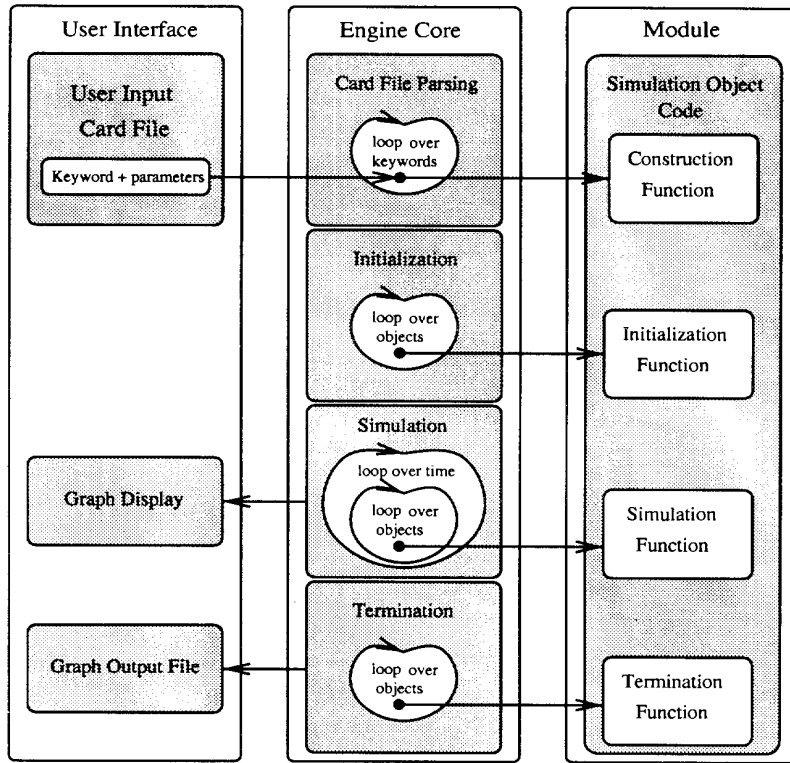 User Interface
User Input
Card File
Keyword + parameters
Graph Display
Graph Output File
Engine Core
Card File Parsing
loop over
keywords
Initialization
loop over
objects
Simulation
loop over time
loop over
objects
Termination
loop over
objects
Module
Simulation Object
Code
Construction
Function
Initialization
Function
Simulation
Function
Termination
Function